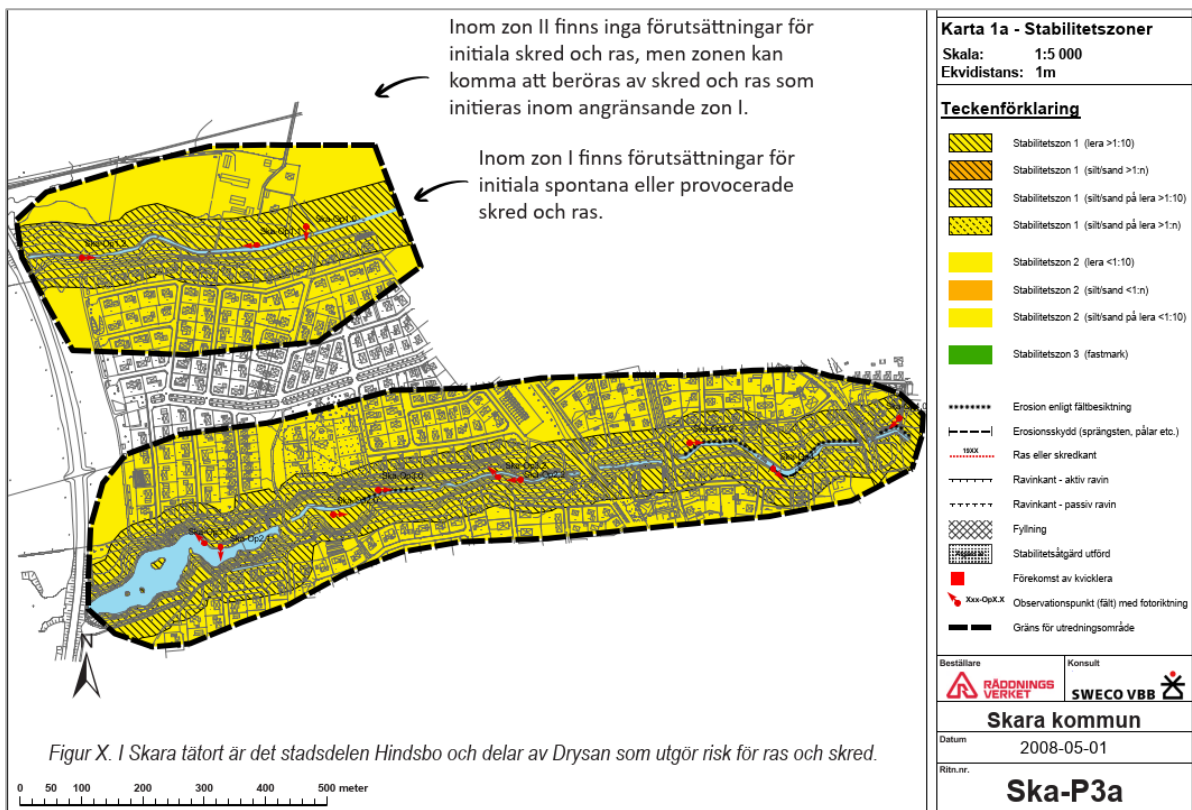 Inom zon II finns inga förutsättningar för
initiala skred och ras, men zonen kan
komma att beröras av skred och ras som
initieras inom angränsande zon I.
Inom zon I finns förutsättningar för
initiala spontana eller provocerade
skred och ras.
Ska-Op1.2
N
Figur X. I Skara tätort är det stadsdelen Hindsbo och delar av Drysan som utgör risk för ras och skred.
0 100 200 300 400 500 meter
Karta 1a - Stabilitetszoner
Skala: 1:5 000
Ekvidistans: 1m
Teckenförklaring
Stabilitetszon 1 (lera >1:10)
Stabilitetszon 1 (silt/sand >1:n)
Stabilitetszon 1 (silt/sand på lera >1:10)
Stabilitetszon 1 (silt/sand på lera >1:n)
Stabilitetszon 2 (lera <1:10)
Stabilitetszon 2 (silt/sand <1:n)
Stabilitetszon 2 (silt/sand på lera <1:10)
Stabilitetszon 3 (fastmark)
Erosion enligt fältbesiktning
Erosionsskydd (sprängsten, pålar etc.)
19XX Ras eller skredkant
Ravinkant - aktiv ravin
Ravinkant - passiv ravin
Fyllning
Stabilitetsåtgärd utförd
Förekomst av kvicklera
Xxx-OpX.X Observationspunkt (fält) med fotoriktning
Gräns för utredningsområde
Beställare Konsult
RÄDDNINGS
VERKET
SWECO VBB
Skara kommun
Datum
2008-05-01
Ritn.nr.
Ska-P3a